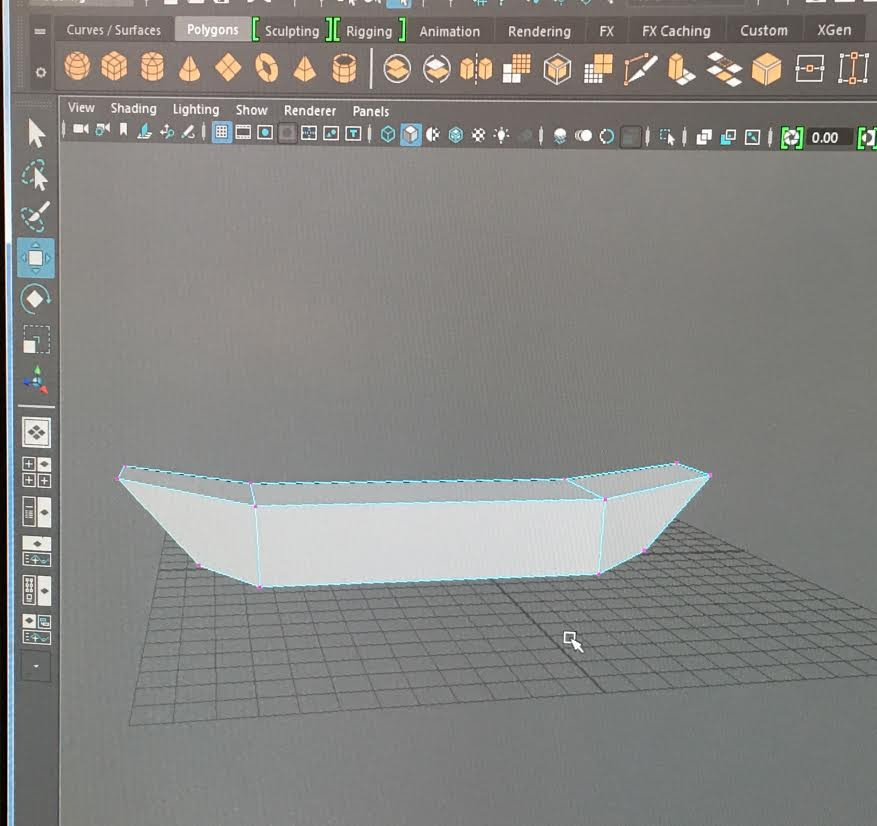 Curves / Surfaces Polygons Sculpting Rigging Animation Rendering FX FX Caching Custom XGen
View Shading Lighting Show Renderer Panels
0.00